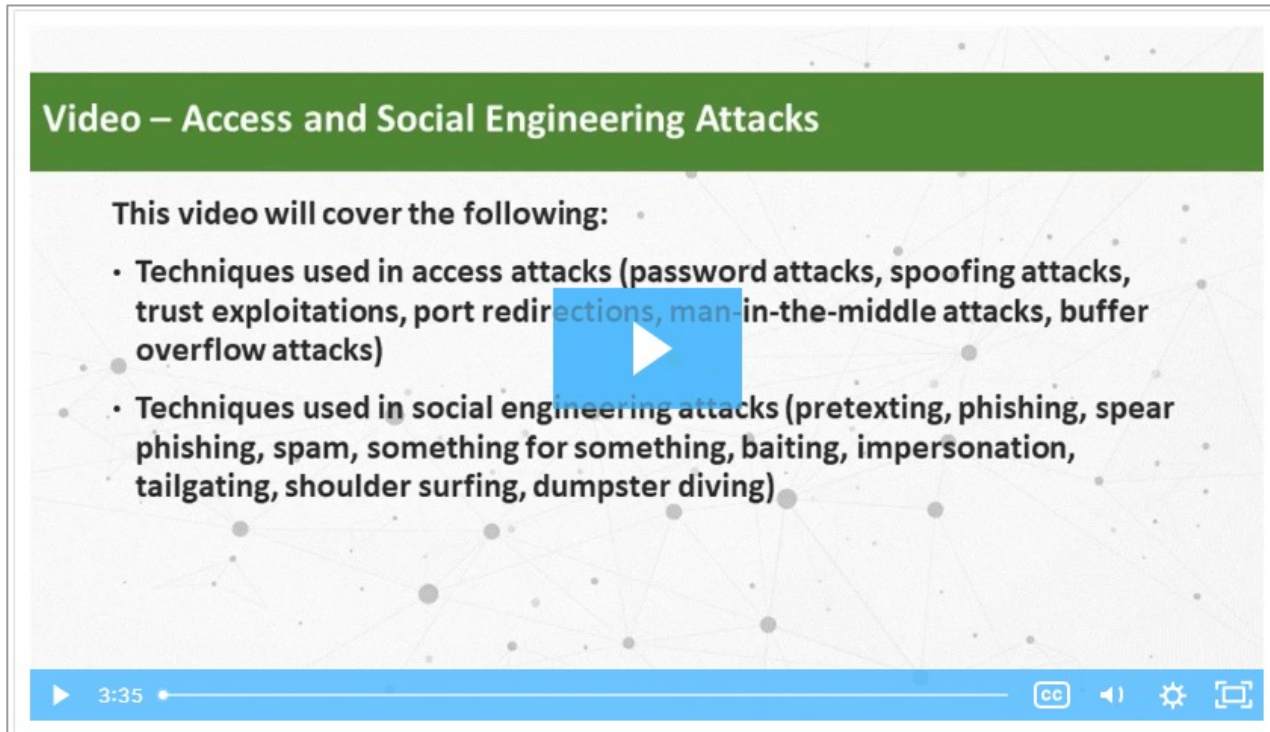 Video – Access and Social Engineering Attacks
This video will cover the following:
• Techniques used in access attacks (password attacks, spoofing attacks,
trust exploitations, port redirections, man-in-the-middle attacks, buffer
overflow attacks)
• Techniques used in social engineering attacks (pretexting, phishing, spear
phishing, spam, something for something, baiting, impersonation,
tailgating, shoulder surfing, dumpster diving)
3:35
CC